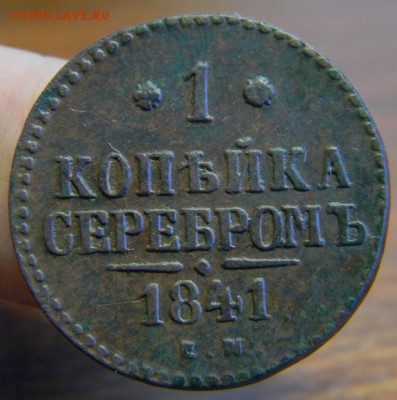 coins.lave.ru
1
КОПѢЙКА
СЕРЕБРОМЪ
1841
Е.М.